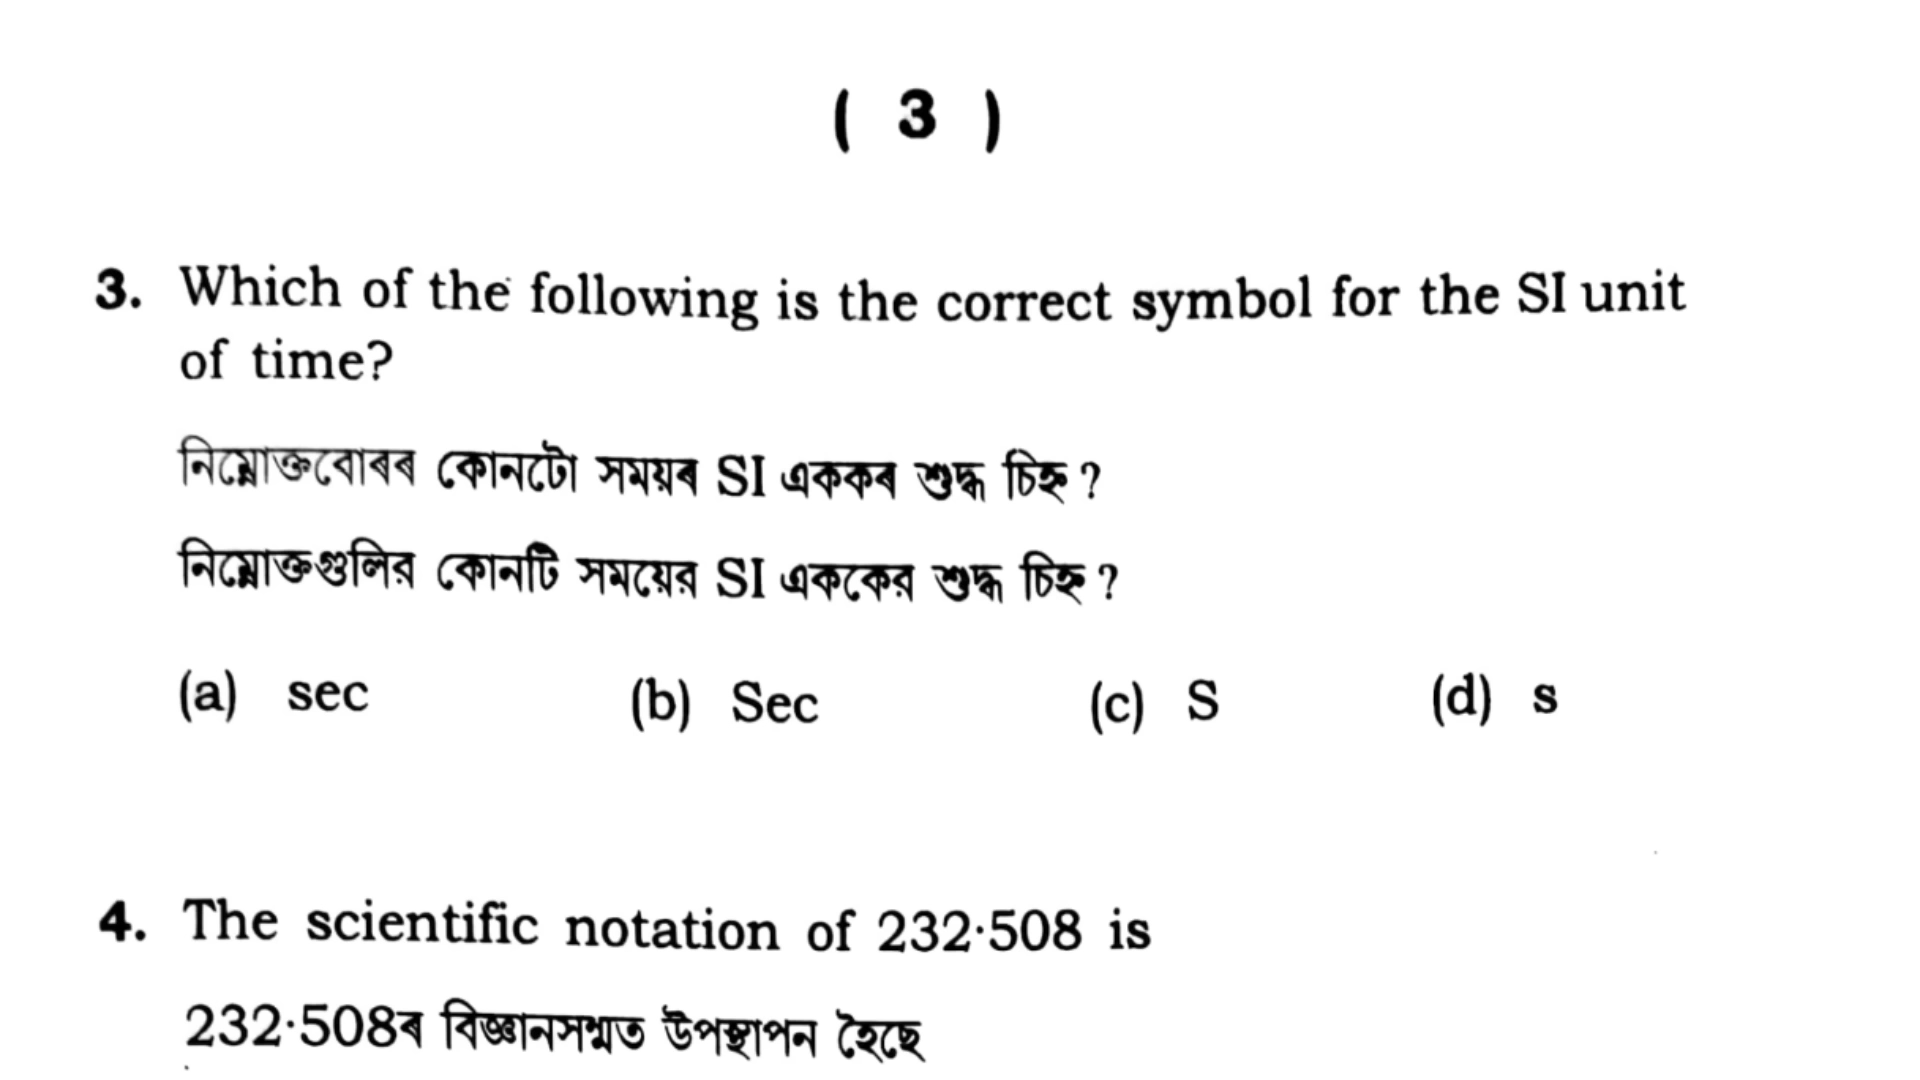 ( 3 )
3. Which of the following is the correct symbol for the SI unit
of time?
নিম্নোক্তবোৰৰ কোনটো সময়ৰ SI এককৰ শুদ্ধ চিহ্ন ?
নিম্নোক্তগুলির কোনটি সময়ের SI এককের শুদ্ধ চিহ্ন ?
(a) sec (b) Sec (c) S (d) s
4. The scientific notation of 232·508 is
232·508ৰ বিজ্ঞানসন্মত উপস্থাপন হৈছে